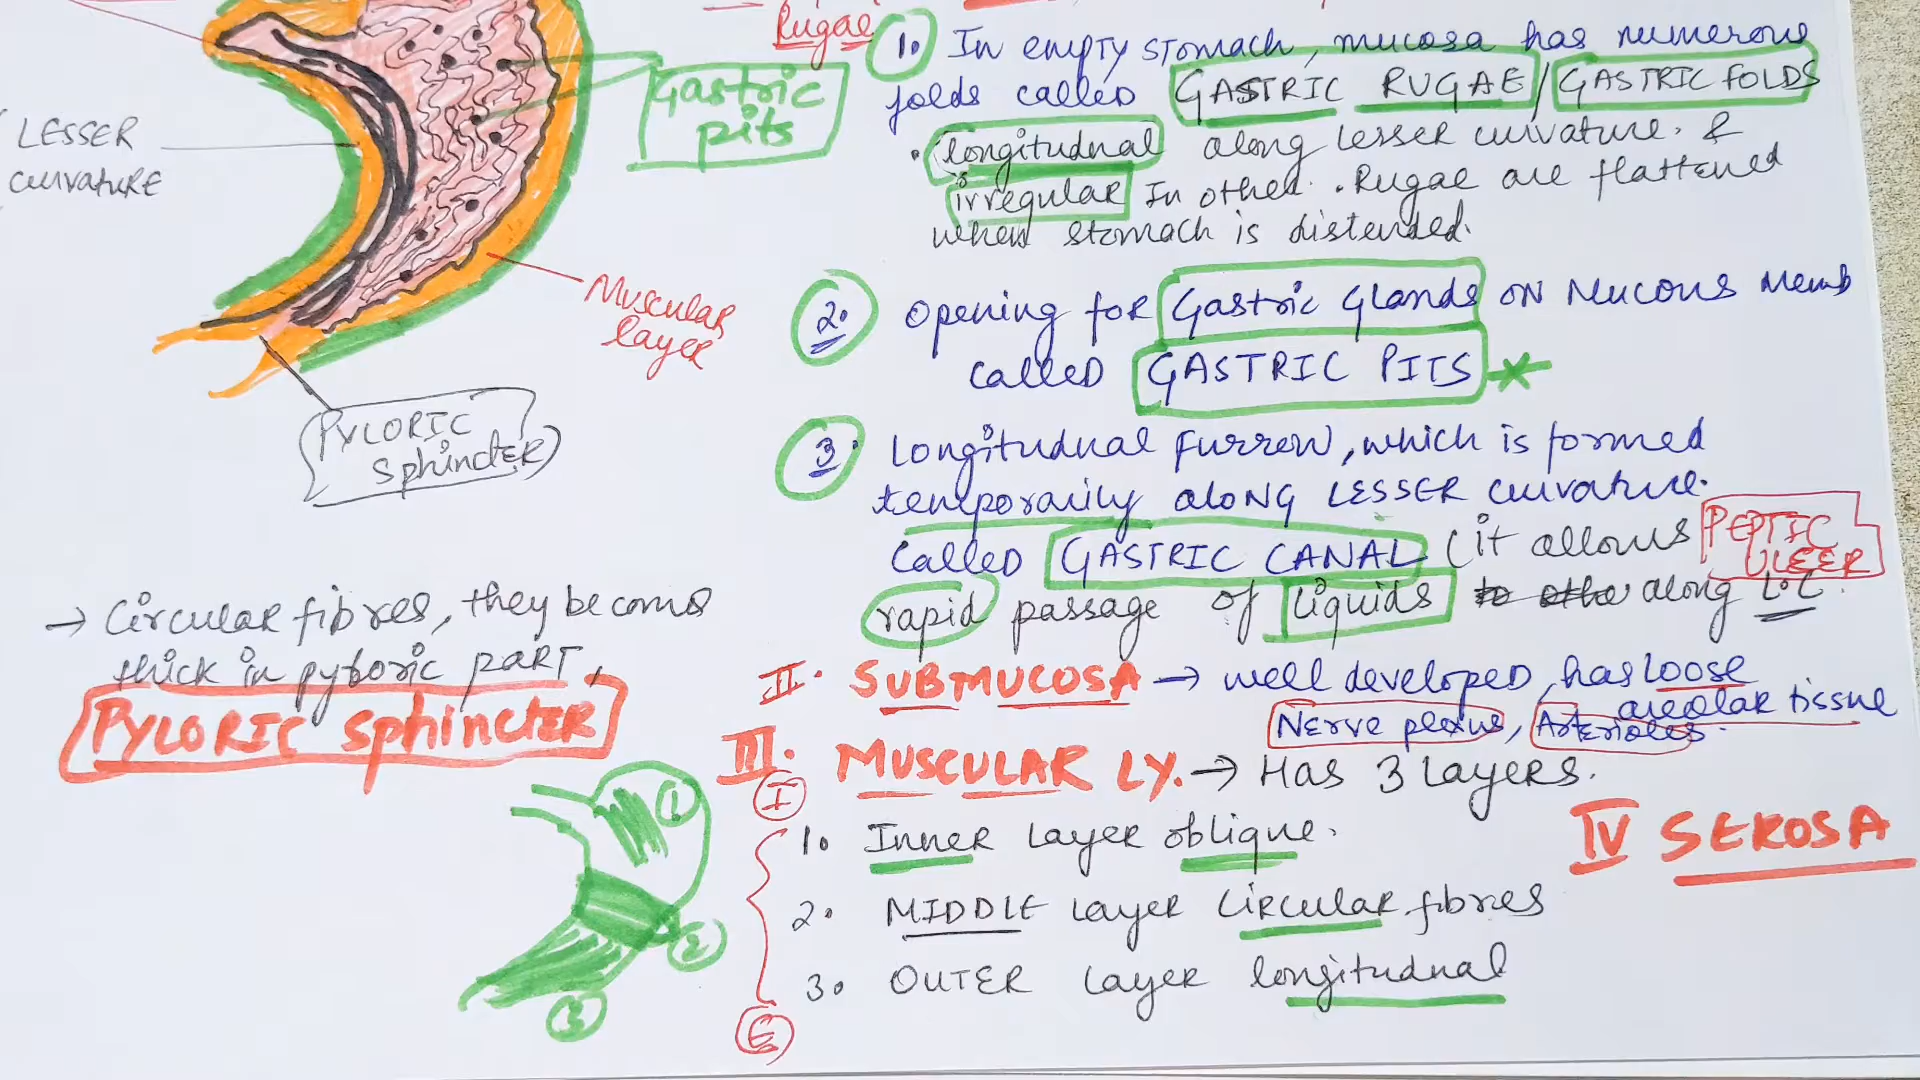 Rugae
1. In empty stomach, mucosa has numerous
folds called GASTRIC RUGAE / GASTRIC FOLDS
• longitudnal along lesser curvature. &
irregular In other. • Rugae are flattened
when stomach is distended.
Gastric
pits
LESSER
curvature
Muscular
layer
PYLORIC
sphincter
2. Opening for Gastric Glands ON Mucous Memb
called GASTRIC PITS
3. Longitudnal furrow, which is formed
temporarily along LESSER curvature.
called GASTRIC CANAL (it allows PEPTIC
ULEER
rapid passage of Liquids along L.C.
→ Circular fibres, they become
thick in pyloric part,
PYLORIC sphincter
II. SUBMUCOSA → well developed, has loose
areolar tissue
Nerve plexus, Arterioles.
III. MUSCULAR LY. → Has 3 layers.
I
1. Inner layer oblique.
2. MIDDLE layer circular fibres
3. OUTER layer longitudnal
E
IV SEROSA
1
2
3